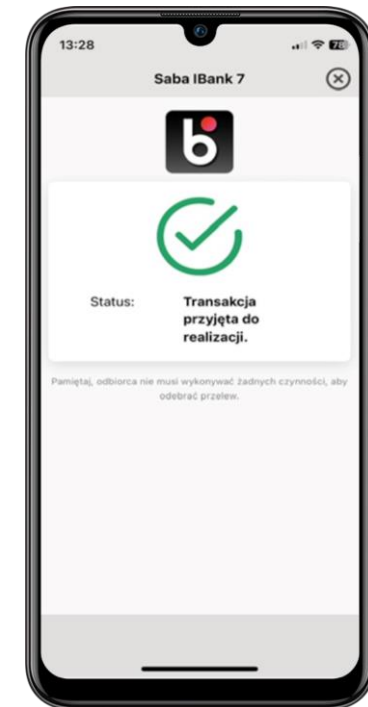 13:28
Saba IBank 7
b
Status: Transakcja
przyjęta do
realizacji.
Pamiętaj, odbiorca nie musi wykonywać żadnych czynności, aby
odebrać przelew.